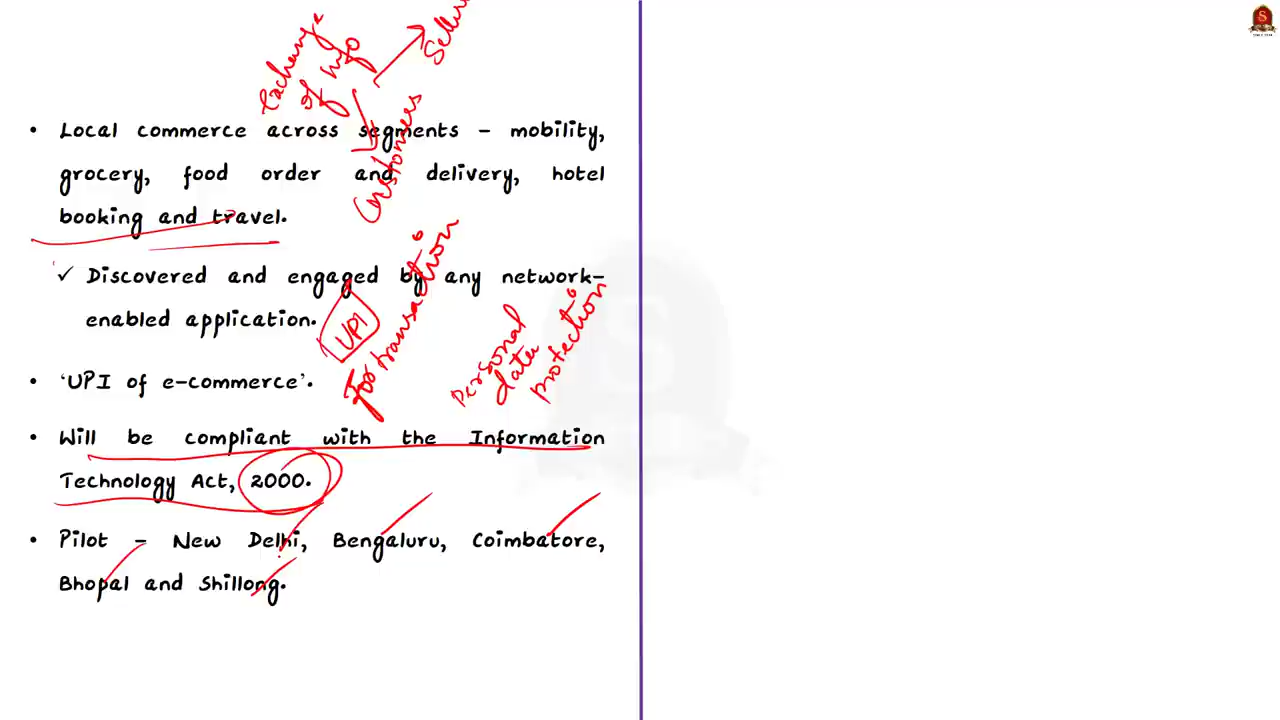 Exchange
of info
Customers
• Local commerce across segments – mobility,
grocery, food order and delivery, hotel
booking and travel.
✓ Discovered and engaged by any network-
enabled application.
UPI
For transaction
Personal
data
protection
• ‘UPI of e-commerce’.
• Will be compliant with the Information
Technology Act, 2000.
• Pilot – New Delhi, Bengaluru, Coimbatore,
Bhopal and Shillong.
S